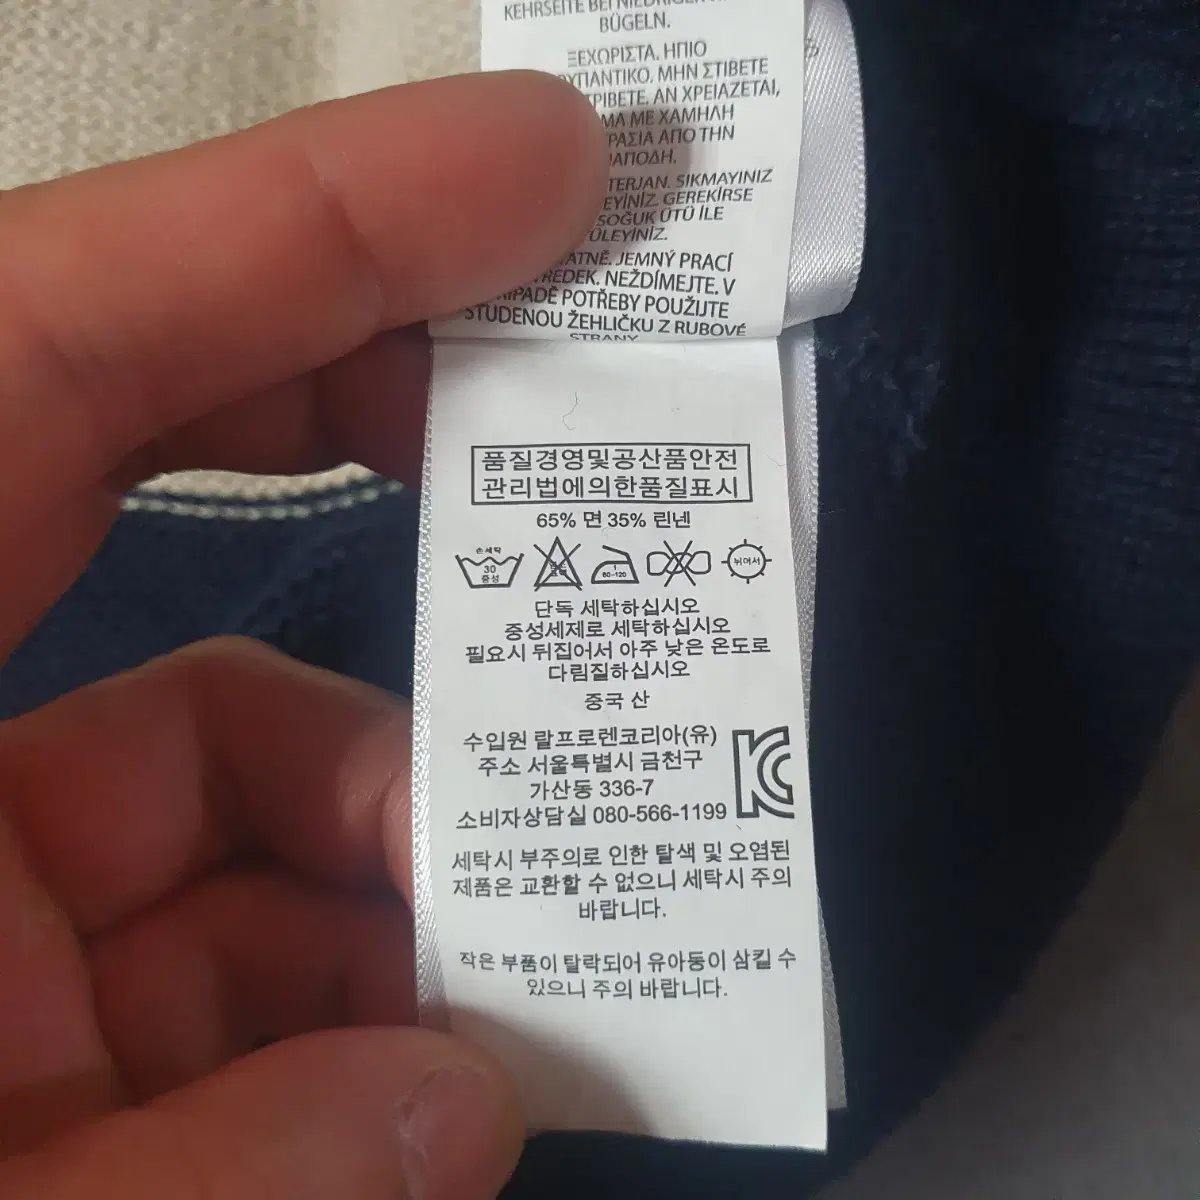 KEHRSEITE BEI NIEDRIGER
BÜGELN.
ΞΕΧΩΡΙΣΤΑ. ΗΠΙΟ
ΜΗΝ ΣΤΙΒΕΤΕ
ΑΝ ΧΡΕΙΑΖΕΤΑΙ,
ΜΕ ΧΑΜΗΛΗ
ΑΠΟ ΤΗΝ
SIKMAYINIZ
GEREKİRSE
SOĞUK ÜTÜ İLE
JEMNÝ PRACÍ
NEŽDÍMEJTE. V
POTŘEBY POUŽIJTE
STUDENOU ŽEHLIČKU Z RUBOVÉ
STRANY
품질경영및공산품안전
관리법에의한품질표시
65% 면 35% 린넨
손세탁
30
중성
60-120
뉘어서
단독 세탁하십시오
중성세제로 세탁하십시오
필요시 뒤집어서 아주 낮은 온도로
다림질하십시오
중국 산
수입원 랄프로렌코리아(유)
주소 서울특별시 금천구
가산동 336-7
소비자상담실 080-566-1199
세탁시 부주의로 인한 탈색 및 오염된
제품은 교환할 수 없으니 세탁시 주의
바랍니다.
작은 부품이 탈락되어 유아동이 삼킬 수
있으니 주의 바랍니다.